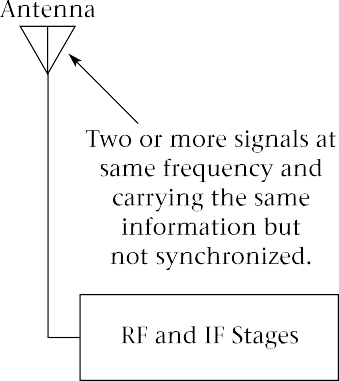 Antenna
Two or more signals at
same frequency and
carrying the same
information but
not synchronized.
RF and IF Stages